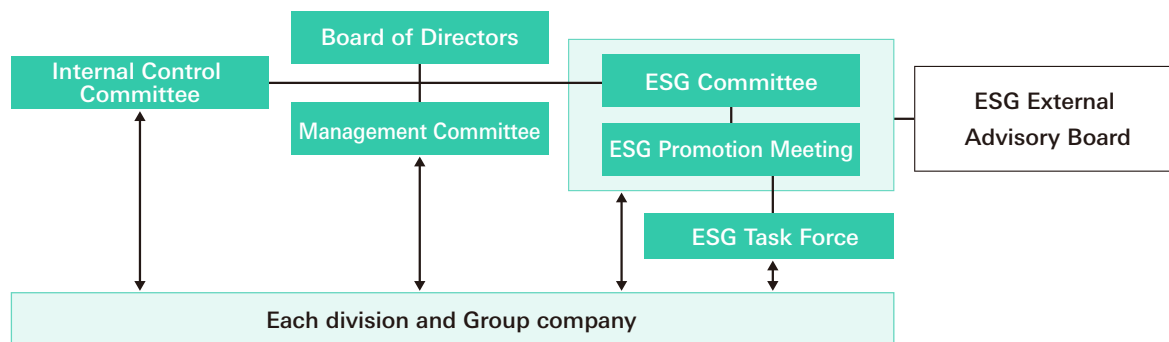 Board of Directors
Internal Control
Committee
ESG Committee
ESG External
Advisory Board
Management Committee
ESG Promotion Meeting
ESG Task Force
Each division and Group company